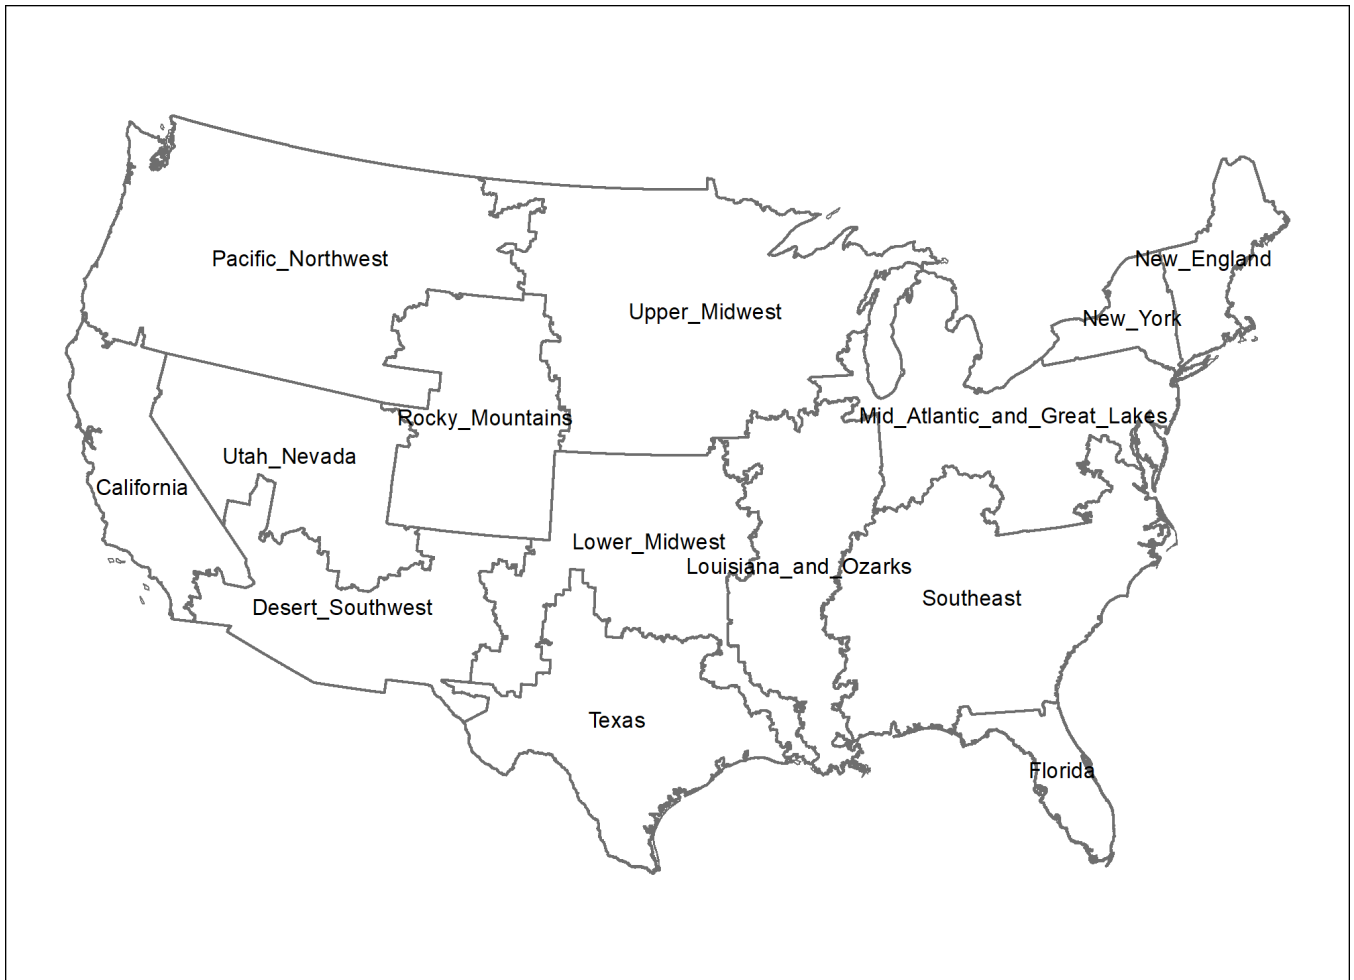 Pacific_Northwest
New_England
Upper_Midwest
New_York
Rocky_Mountains
Mid_Atlantic_and_Great_Lakes
Utah_Nevada
California
Lower_Midwest
Louisiana_and_Ozarks
Desert_Southwest
Southeast
Texas
Florida